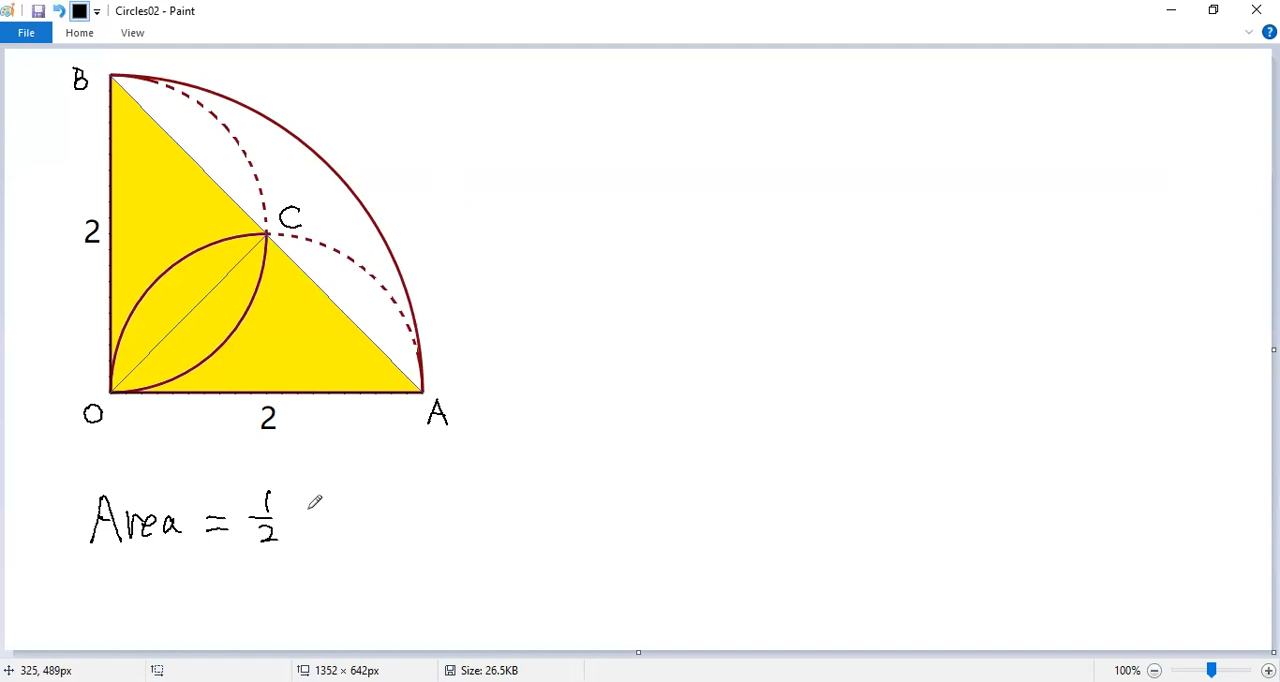 Circles02 - Paint
File Home View
B
C
2
O
2
A
Area = 1/2
325, 489px
1352 × 642px
Size: 26.5KB
100%